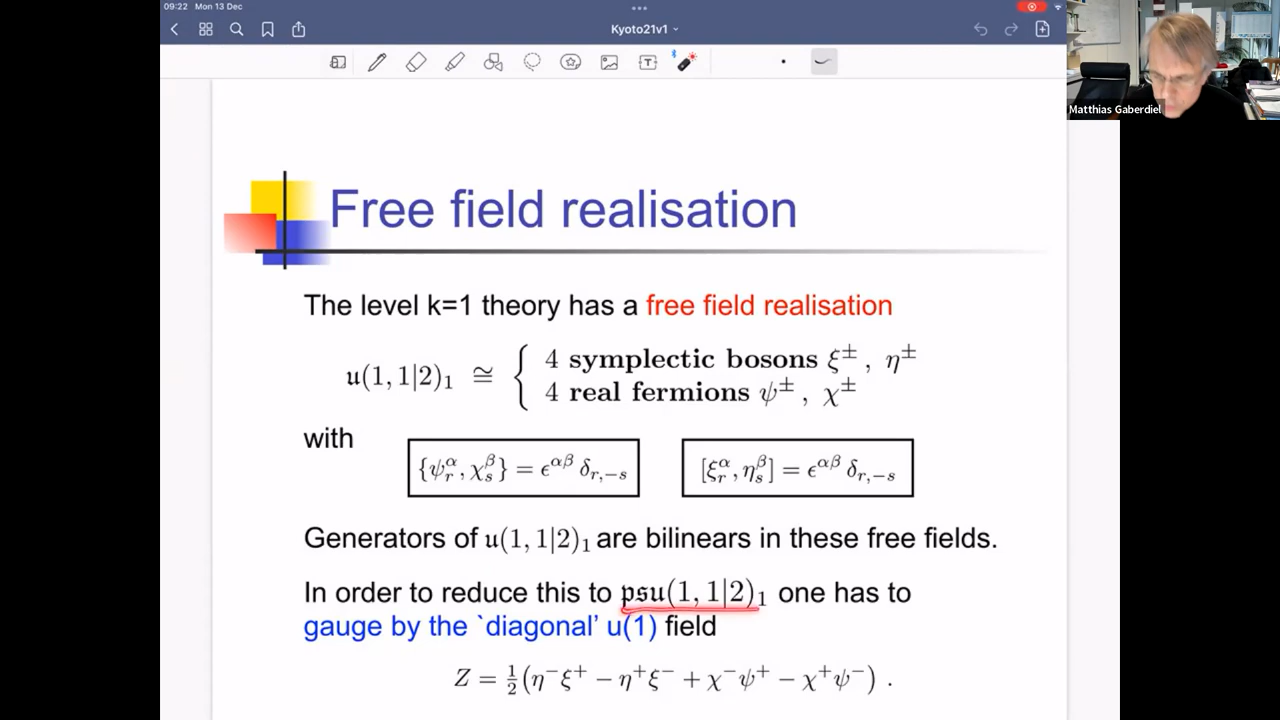 09:22 Mon 13 Dec
Kyoto21v1
Matthias Gaberdiel
Free field realisation
The level k=1 theory has a free field realisation
𝔲(1, 1|2)₁ ≅ { 4 symplectic bosons ξ^± , η^±
4 real fermions ψ^± , χ^±
with
{ψ^α_r, χ^β_s} = ϵ^{αβ} δ_{r,−s} [ξ^α_r, η^β_s] = ϵ^{αβ} δ_{r,−s}
Generators of 𝔲(1, 1|2)₁ are bilinears in these free fields.
In order to reduce this to 𝔭𝔰𝔲(1, 1|2)₁ one has to
gauge by the `diagonal' u(1) field
Z = ½(η⁻ξ⁺ − η⁺ξ⁻ + χ⁻ψ⁺ − χ⁺ψ⁻) .